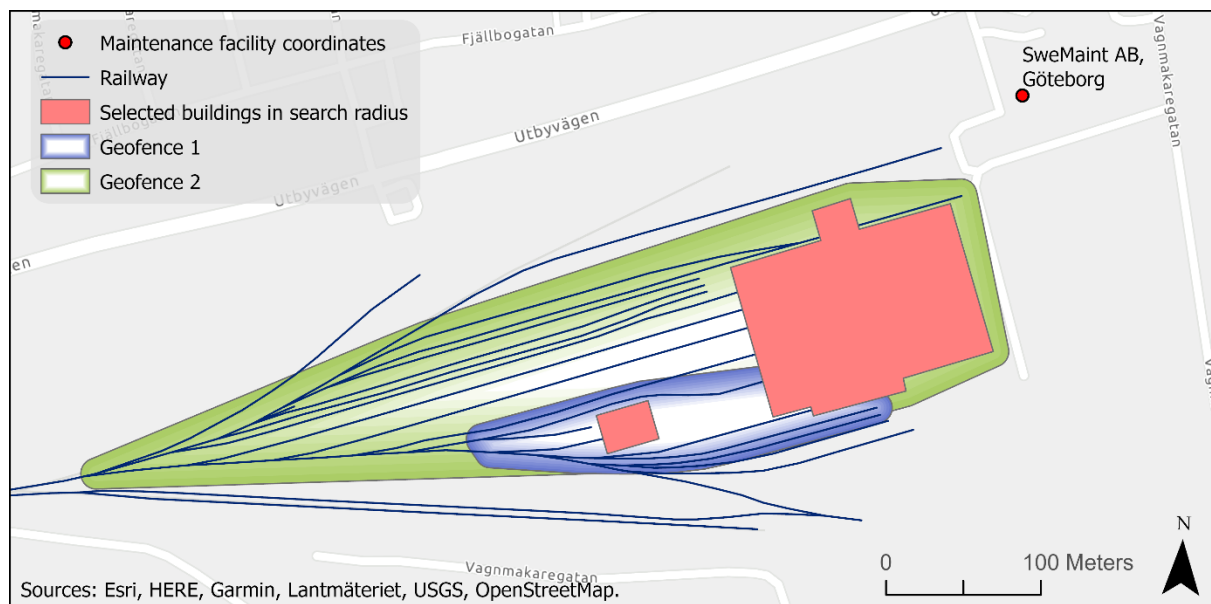 Maintenance facility coordinates
Railway
Selected buildings in search radius
Geofence 1
Geofence 2
Fjällbogatan
Fjällbogatan
Utbyvägen
Utbyvägen
SweMaint AB,
Göteborg
Vagnmakaregatan
Vagnmakaregatan
N
0
100 Meters
Sources: Esri, HERE, Garmin, Lantmäteriet, USGS, OpenStreetMap.